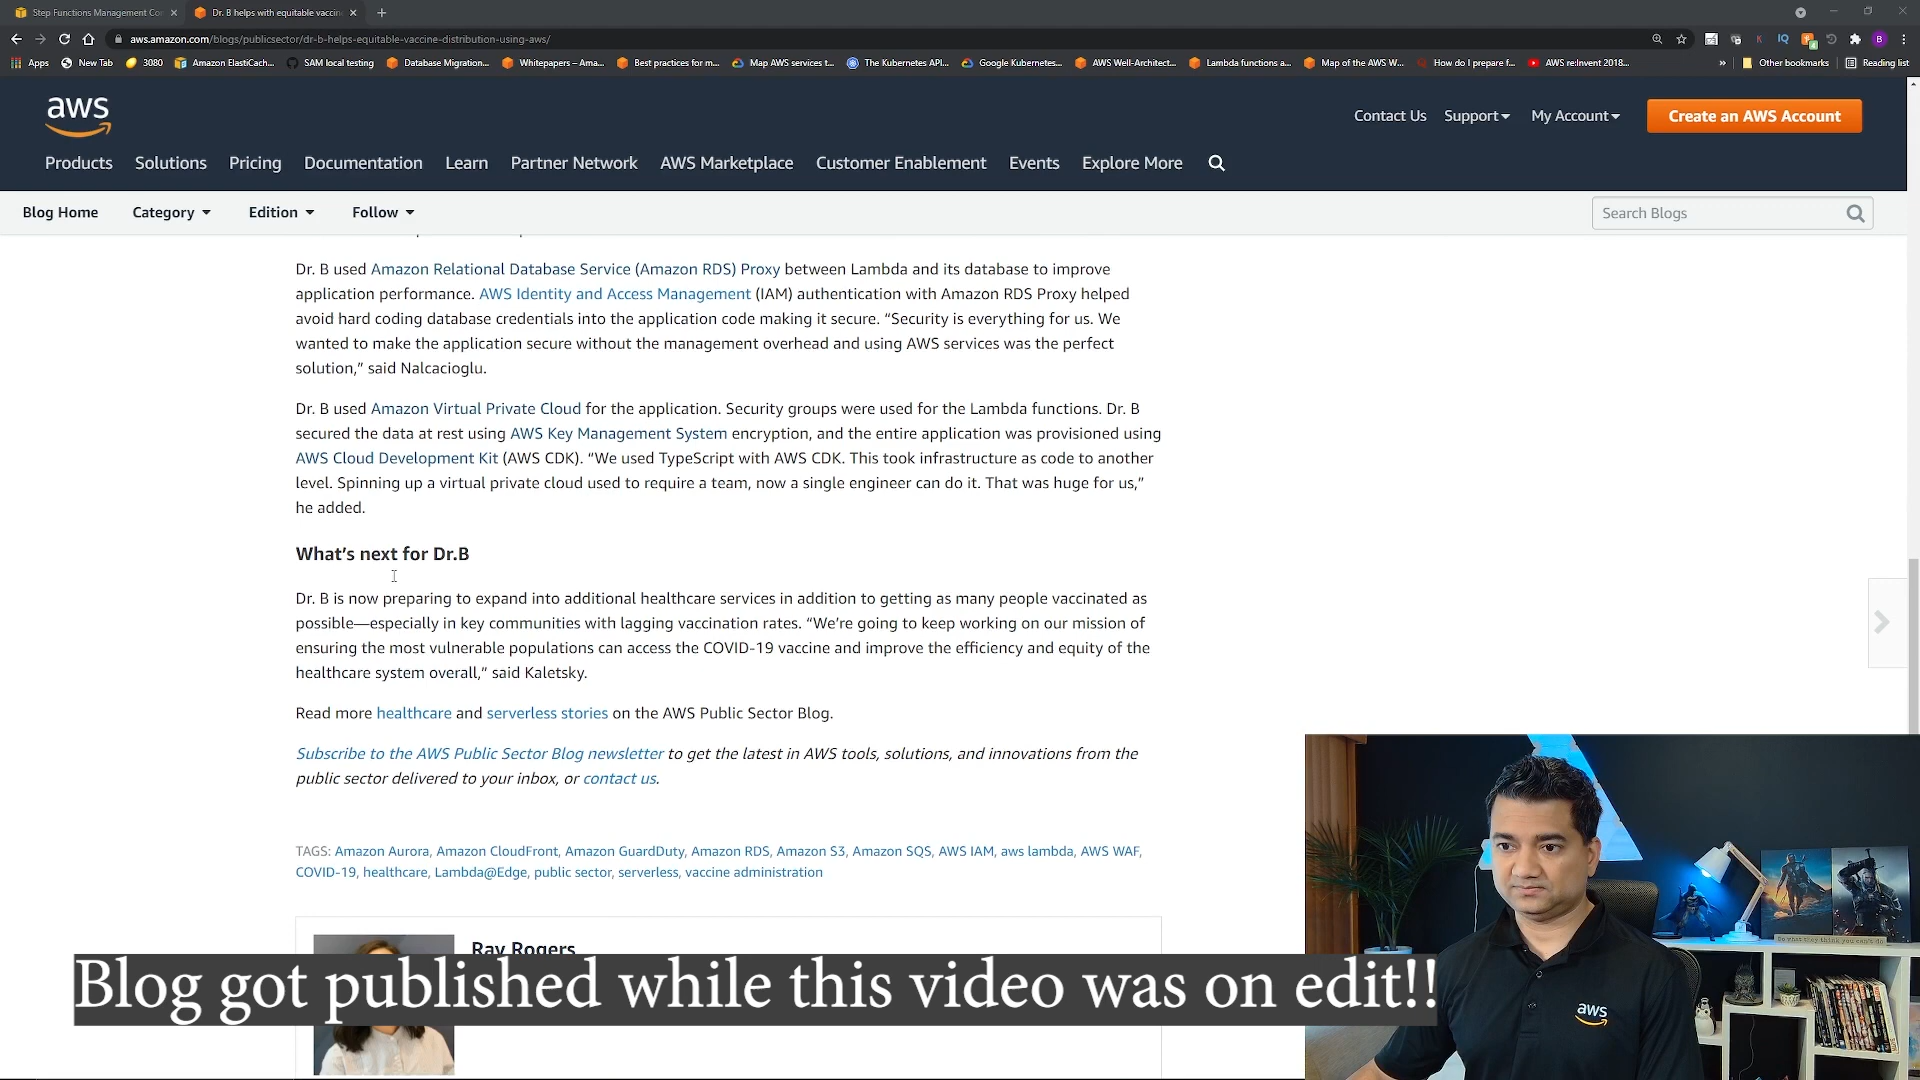 Step Functions Management Co
Dr. B helps with equitable vaccin
aws.amazon.com/blogs/publicsector/dr-b-helps-equitable-vaccine-distribution-using-aws/
Apps New Tab 3080 Amazon ElastiCach... SAM local testing Database Migration... Whitepapers – Ama... Best practices for m... Map AWS services t... The Kubernetes API... Google Kubernetes... AWS Well-Architect... Lambda functions a... Map of the AWS W... How do I prepare f... AWS re:Invent 2018... » Other bookmarks Reading list
aws
Contact Us Support My Account Create an AWS Account
Products Solutions Pricing Documentation Learn Partner Network AWS Marketplace Customer Enablement Events Explore More
Blog Home Category Edition Follow Search Blogs
Dr. B used Amazon Relational Database Service (Amazon RDS) Proxy between Lambda and its database to improve
application performance. AWS Identity and Access Management (IAM) authentication with Amazon RDS Proxy helped
avoid hard coding database credentials into the application code making it secure. “Security is everything for us. We
wanted to make the application secure without the management overhead and using AWS services was the perfect
solution,” said Nalcacioglu.
Dr. B used Amazon Virtual Private Cloud for the application. Security groups were used for the Lambda functions. Dr. B
secured the data at rest using AWS Key Management System encryption, and the entire application was provisioned using
AWS Cloud Development Kit (AWS CDK). “We used TypeScript with AWS CDK. This took infrastructure as code to another
level. Spinning up a virtual private cloud used to require a team, now a single engineer can do it. That was huge for us,”
he added.
What’s next for Dr.B
Dr. B is now preparing to expand into additional healthcare services in addition to getting as many people vaccinated as
possible—especially in key communities with lagging vaccination rates. “We’re going to keep working on our mission of
ensuring the most vulnerable populations can access the COVID-19 vaccine and improve the efficiency and equity of the
healthcare system overall,” said Kaletsky.
Read more healthcare and serverless stories on the AWS Public Sector Blog.
Subscribe to the AWS Public Sector Blog newsletter to get the latest in AWS tools, solutions, and innovations from the
public sector delivered to your inbox, or contact us.
TAGS: Amazon Aurora, Amazon CloudFront, Amazon GuardDuty, Amazon RDS, Amazon S3, Amazon SQS, AWS IAM, aws lambda, AWS WAF,
COVID-19, healthcare, Lambda@Edge, public sector, serverless, vaccine administration
Ray Rogers
Blog got published while this video was on edit!!
aws